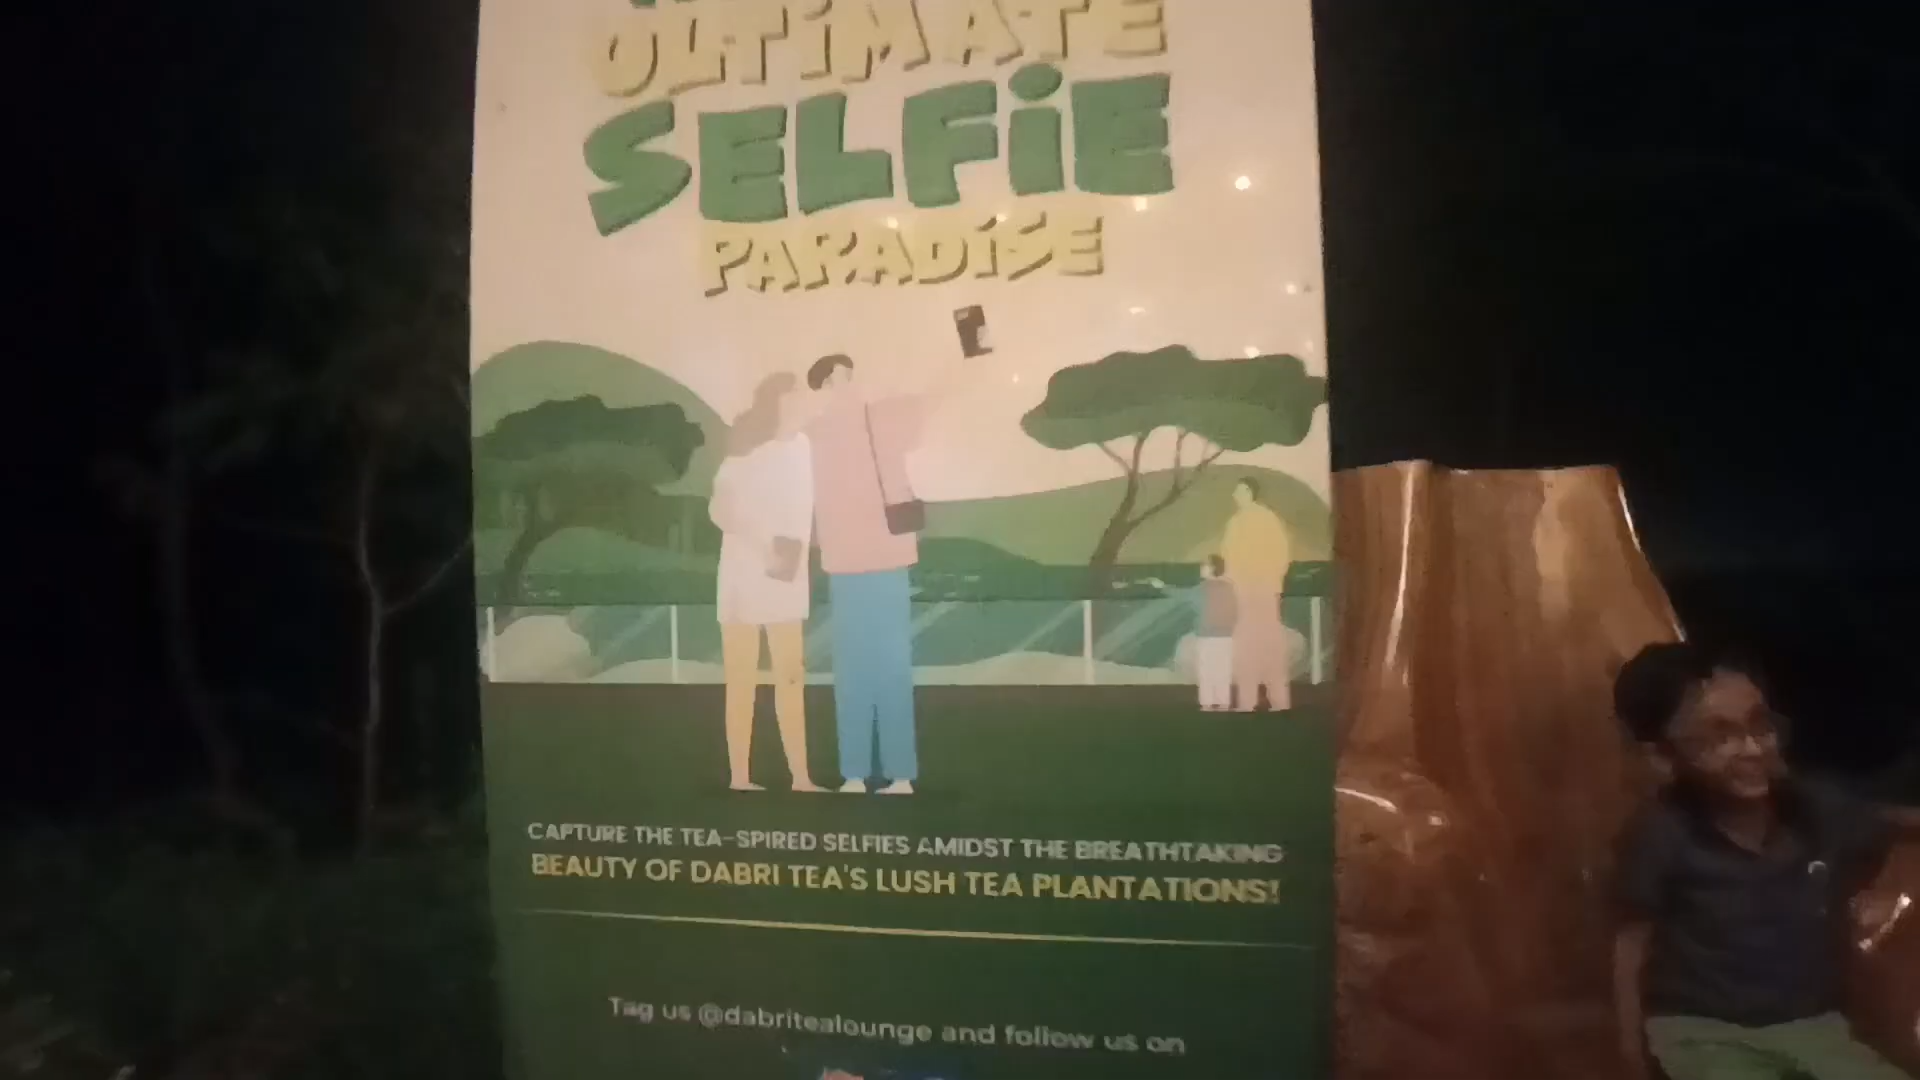 ULTiMATE
SELFiE
PARADiSE
CAPTURE THE TEA-SPIRED SELFIES AMIDST THE BREATHTAKING
BEAUTY OF DABRI TEA'S LUSH TEA PLANTATIONS!
Tag us @dabritealounge and follow us on